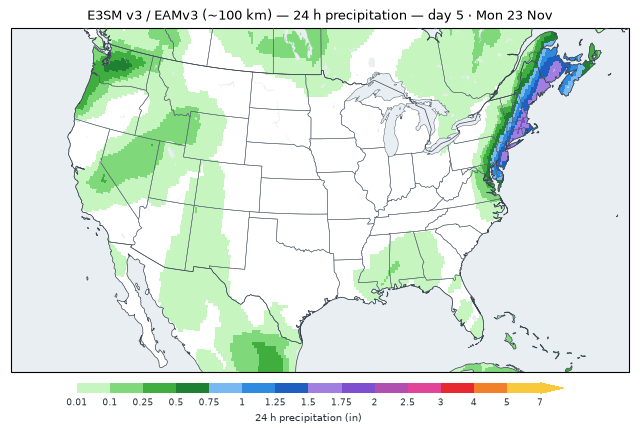 E3SM v3 / EAMv3 (~100 km) — 24 h precipitation — day 5 · Mon 23 Nov
0.01 0.1 0.25 0.5 0.75 1 1.25 1.5 1.75 2 2.5 3 4 5 7
24 h precipitation (in)